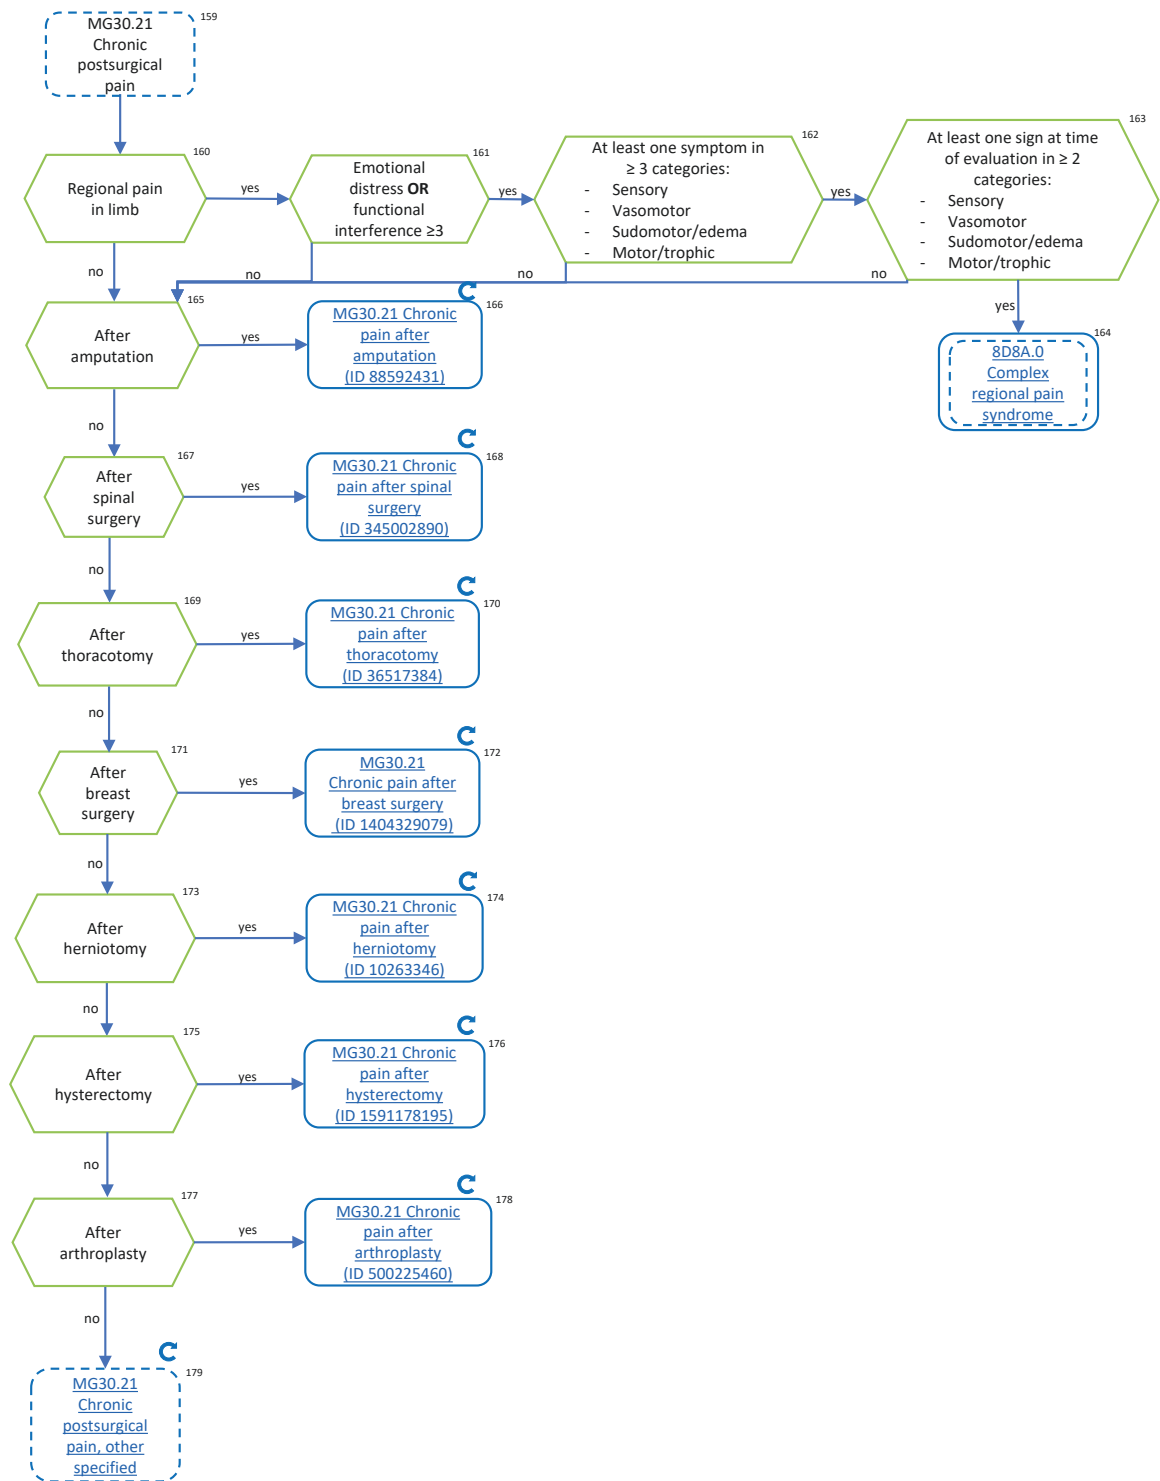 MG30.21
Chronic
postsurgical
pain
159
Regional pain
in limb
160
yes
Emotional
distress OR
functional
interference ≥3
161
yes
At least one symptom in
≥ 3 categories:
- Sensory
- Vasomotor
- Sudomotor/edema
- Motor/trophic
162
yes
At least one sign at time
of evaluation in ≥ 2
categories:
- Sensory
- Vasomotor
- Sudomotor/edema
- Motor/trophic
163
no
no
no
no
yes
8D8A.0
Complex
regional pain
syndrome
164
After
amputation
165
yes
MG30.21 Chronic
pain after
amputation
(ID 88592431)
166
no
After
spinal
surgery
167
yes
MG30.21 Chronic
pain after spinal
surgery
(ID 345002890)
168
no
After
thoracotomy
169
yes
MG30.21 Chronic
pain after
thoracotomy
(ID 36517384)
170
no
After
breast
surgery
171
yes
MG30.21
Chronic pain after
breast surgery
(ID 1404329079)
172
no
After
herniotomy
173
yes
MG30.21 Chronic
pain after
herniotomy
(ID 10263346)
174
no
After
hysterectomy
175
yes
MG30.21 Chronic
pain after
hysterectomy
(ID 1591178195)
176
no
After
arthroplasty
177
yes
MG30.21 Chronic
pain after
arthroplasty
(ID 500225460)
178
no
MG30.21
Chronic
postsurgical
pain, other
specified
179